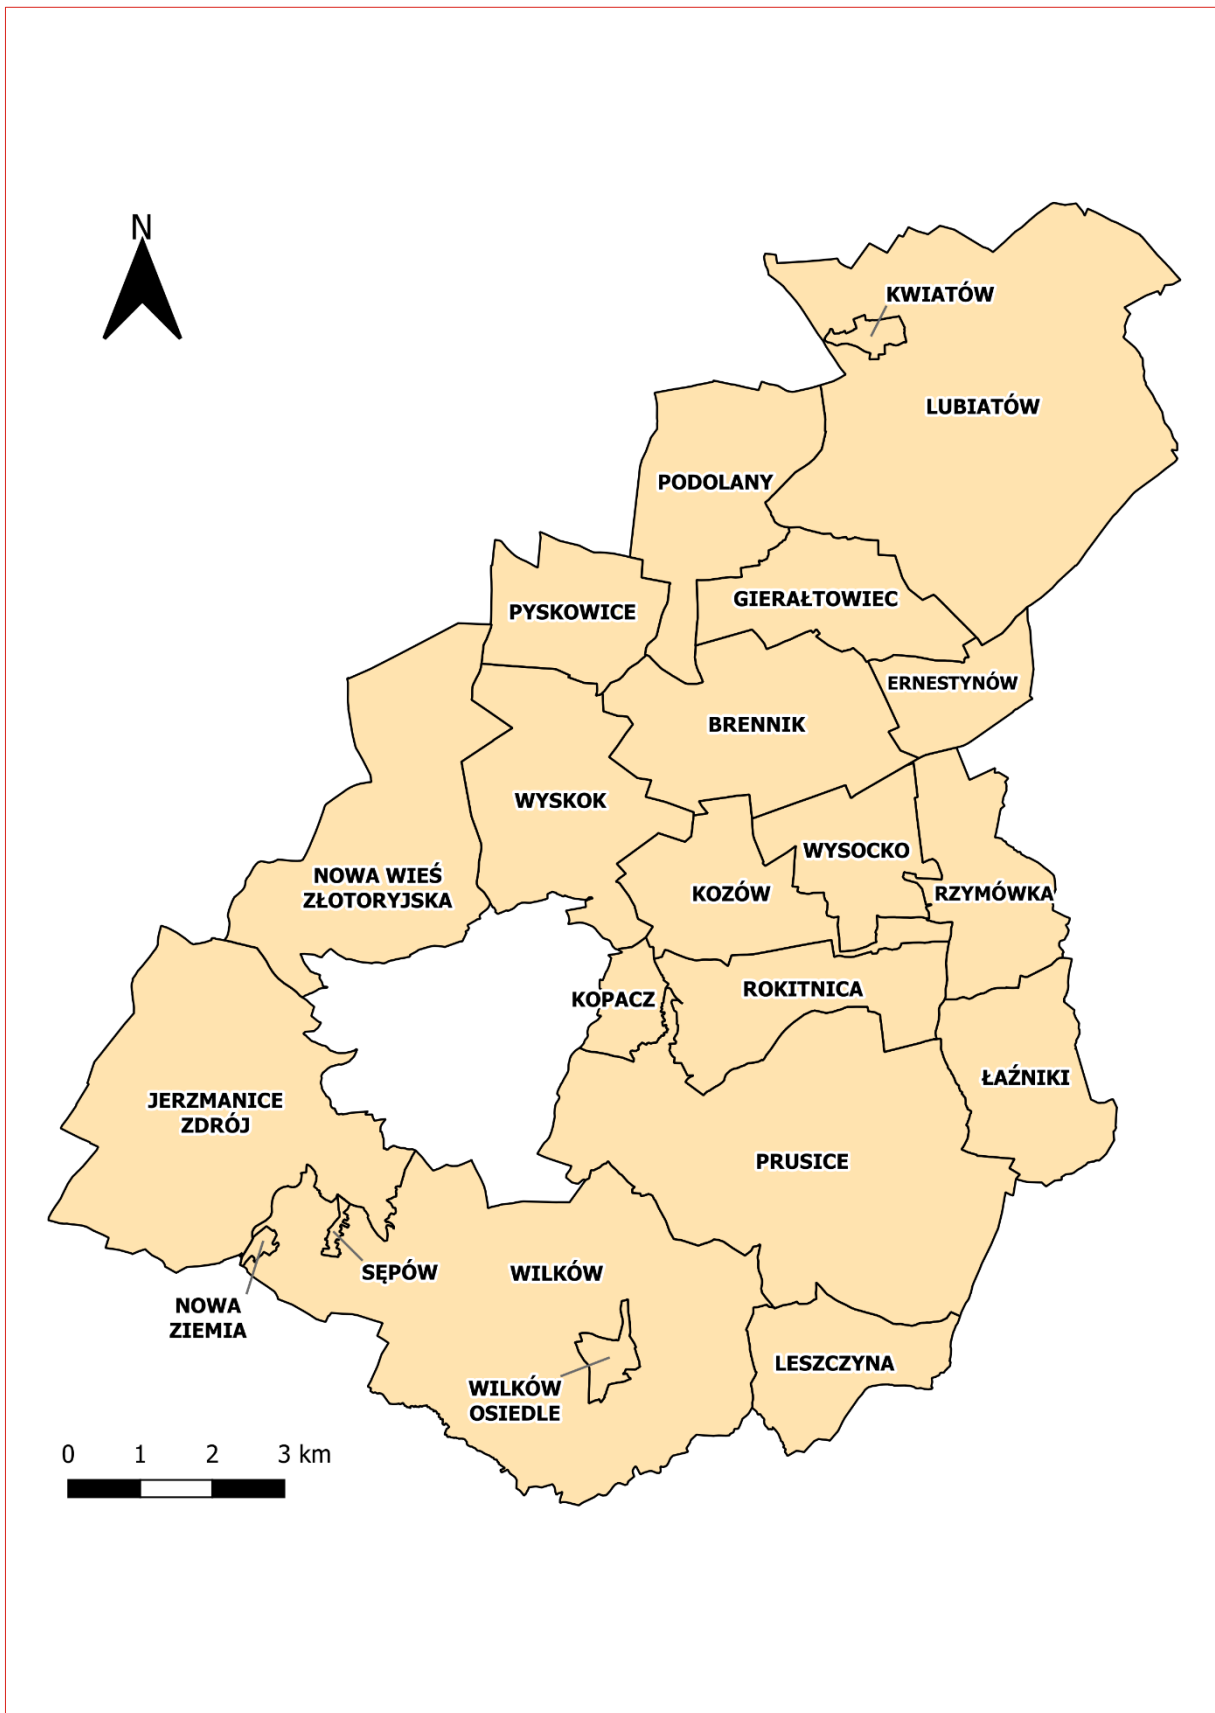 N
KWIATÓW
LUBIATÓW
PODOLANY
GIERAŁTOWIEC
PYSKOWICE
ERNESTYNÓW
BRENNIK
WYSKOK
WYSOCKO
NOWA WIEŚ
ZŁOTORYJSKA
KOZÓW
RZYMÓWKA
ROKITNICA
KOPACZ
ŁAŹNIKI
JERZMANICE
ZDRÓJ
PRUSICE
SĘPÓW
WILKÓW
NOWA
ZIEMIA
LESZCZYNA
WILKÓW
OSIEDLE
0 1 2 3 km